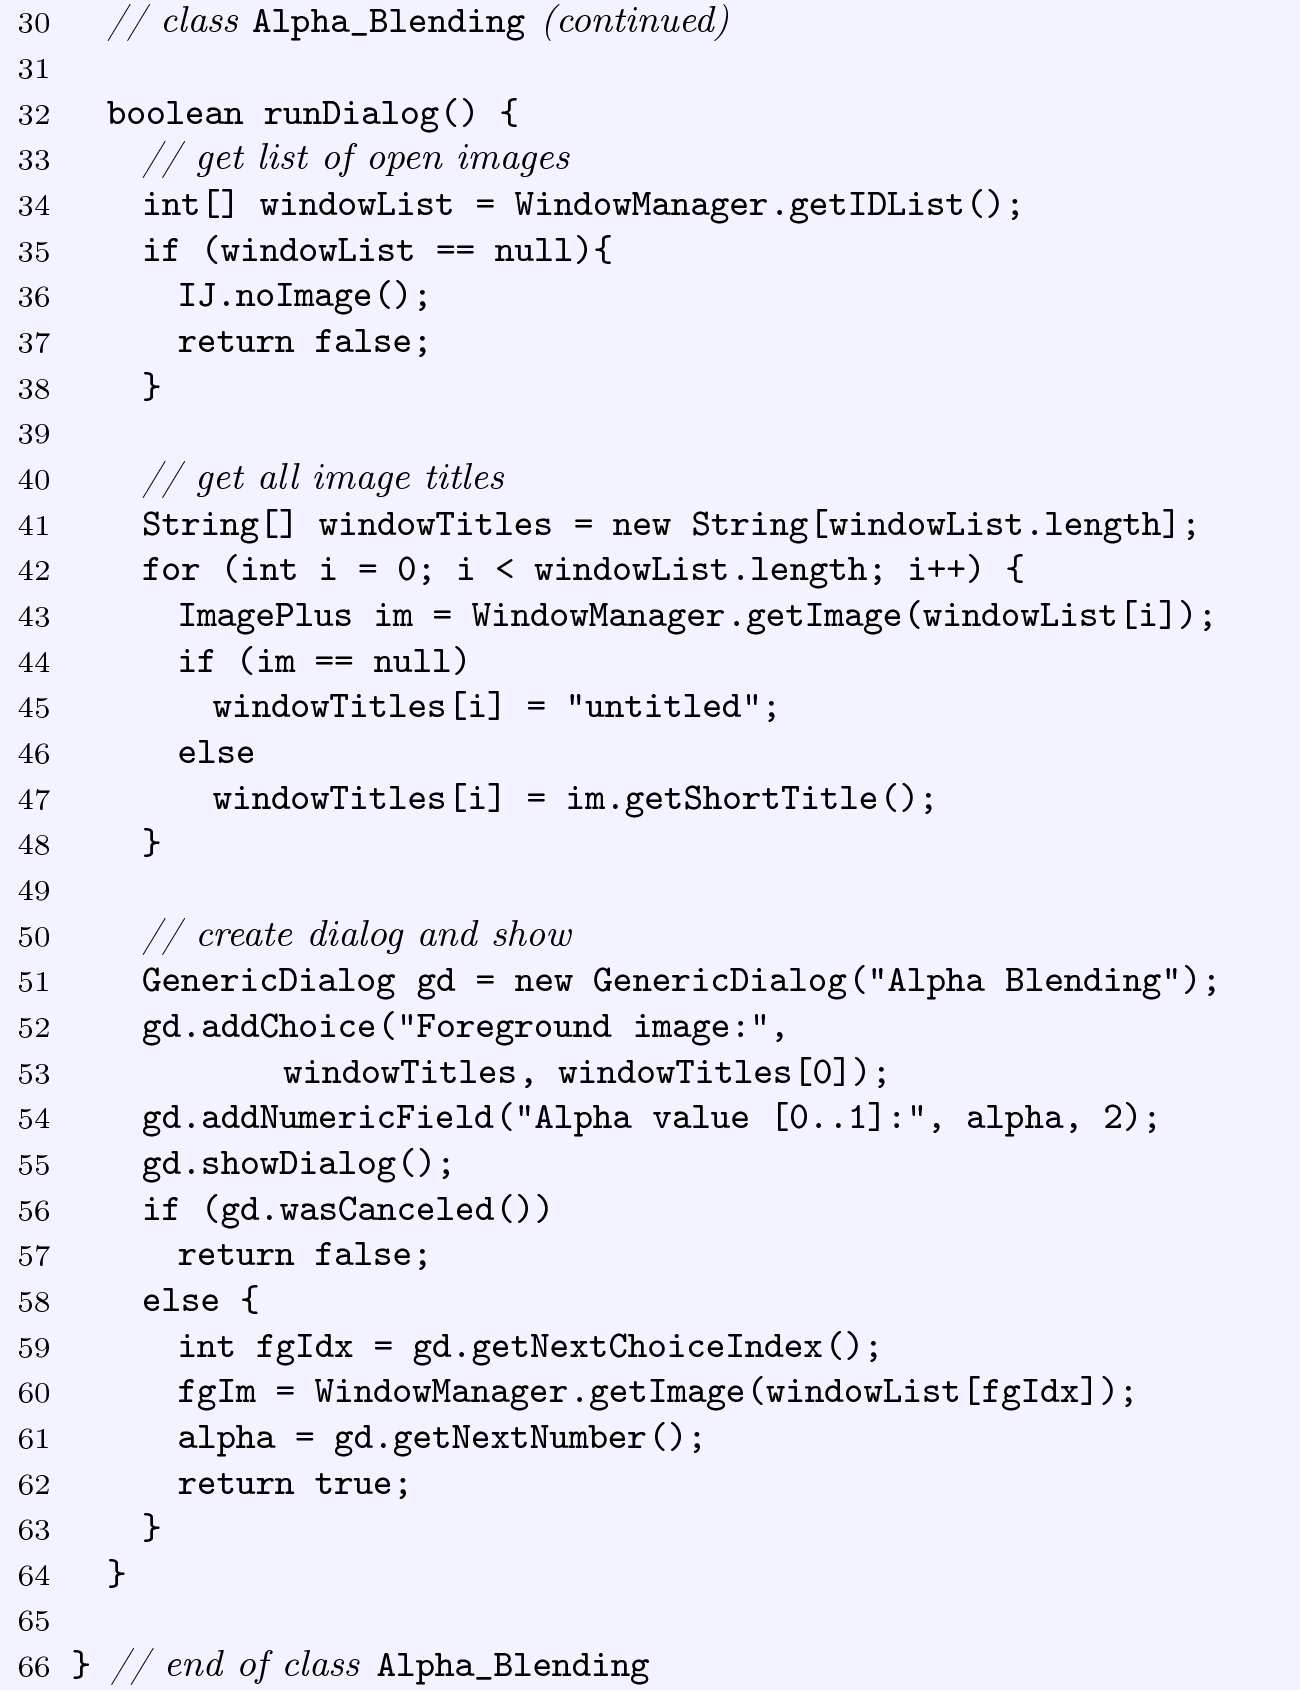 30 // class Alpha_Blending (continued)
31
32 boolean runDialog() {
33 // get list of open images
34 int[] windowList = WindowManager.getIDList();
35 if (windowList == null){
36 IJ.noImage();
37 return false;
38 }
39
40 // get all image titles
41 String[] windowTitles = new String[windowList.length];
42 for (int i = 0; i < windowList.length; i++) {
43 ImagePlus im = WindowManager.getImage(windowList[i]);
44 if (im == null)
45 windowTitles[i] = "untitled";
46 else
47 windowTitles[i] = im.getShortTitle();
48 }
49
50 // create dialog and show
51 GenericDialog gd = new GenericDialog("Alpha Blending");
52 gd.addChoice("Foreground image:",
53 windowTitles, windowTitles[0]);
54 gd.addNumericField("Alpha value [0..1]:", alpha, 2);
55 gd.showDialog();
56 if (gd.wasCanceled())
57 return false;
58 else {
59 int fgIdx = gd.getNextChoiceIndex();
60 fgIm = WindowManager.getImage(windowList[fgIdx]);
61 alpha = gd.getNextNumber();
62 return true;
63 }
64 }
65
66 } // end of class Alpha_Blending